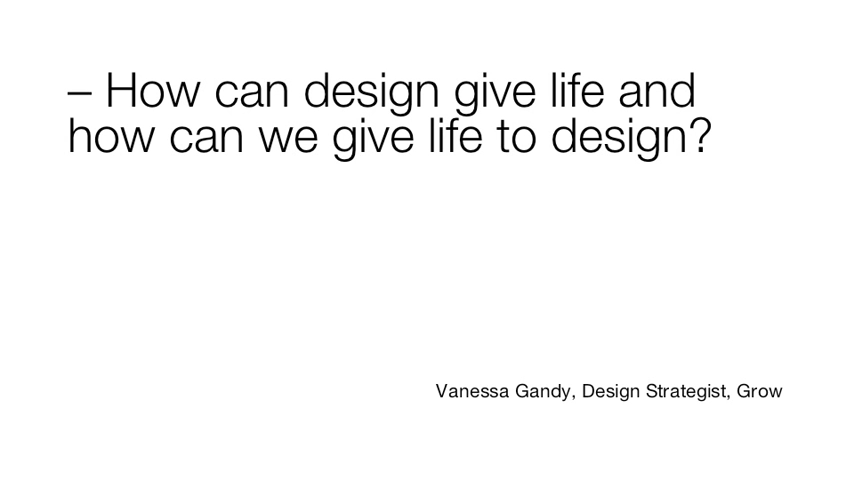 – How can design give life and
how can we give life to design?
Vanessa Gandy, Design Strategist, Grow